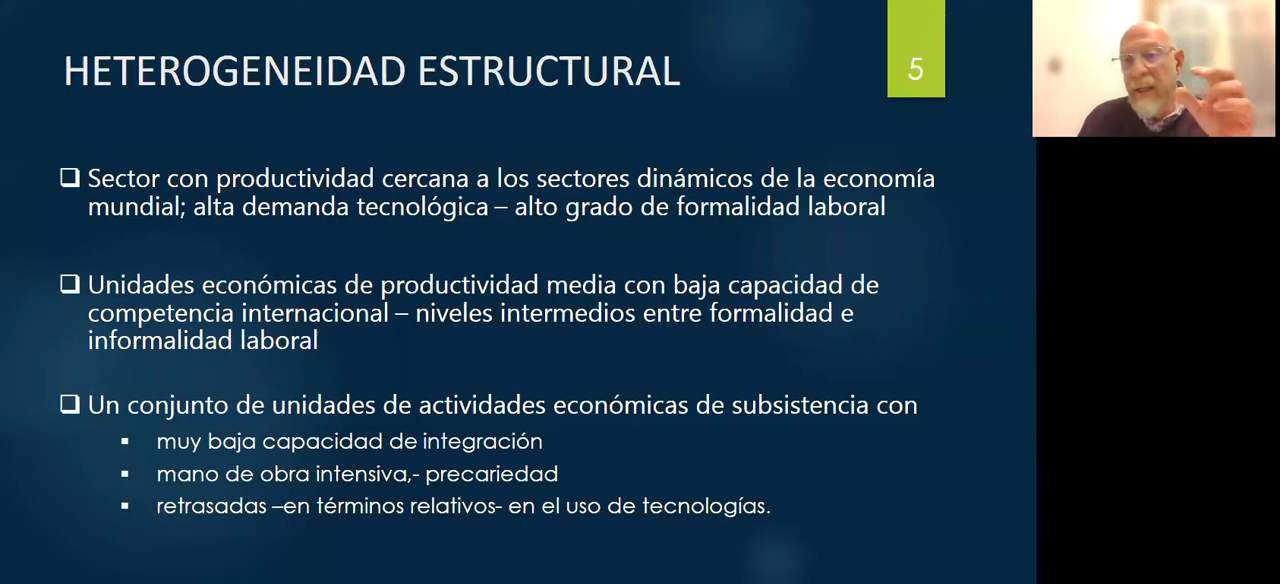 HETEROGENEIDAD ESTRUCTURAL
5
Sector con productividad cercana a los sectores dinámicos de la economía
mundial; alta demanda tecnológica – alto grado de formalidad laboral
Unidades económicas de productividad media con baja capacidad de
competencia internacional – niveles intermedios entre formalidad e
informalidad laboral
Un conjunto de unidades de actividades económicas de subsistencia con
muy baja capacidad de integración
mano de obra intensiva,- precariedad
retrasadas –en términos relativos- en el uso de tecnologías.